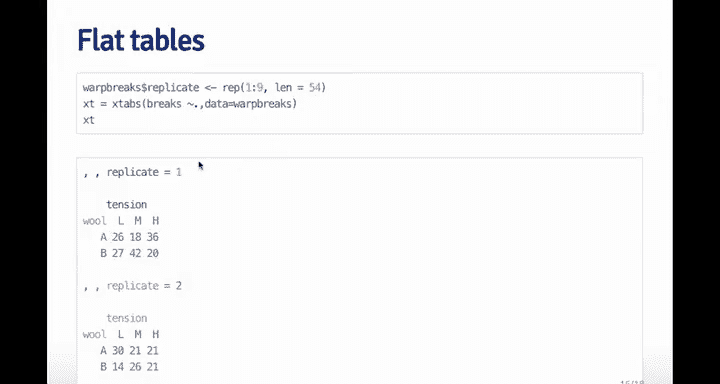 Flat tables
warpbreaks$replicate <- rep(1:9, len = 54)
xt = xtabs(breaks ~.,data=warpbreaks)
xt
, , replicate = 1
tension
wool L M H
A 26 18 36
B 27 42 20
, , replicate = 2
tension
wool L M H
A 30 21 21
B 14 26 21